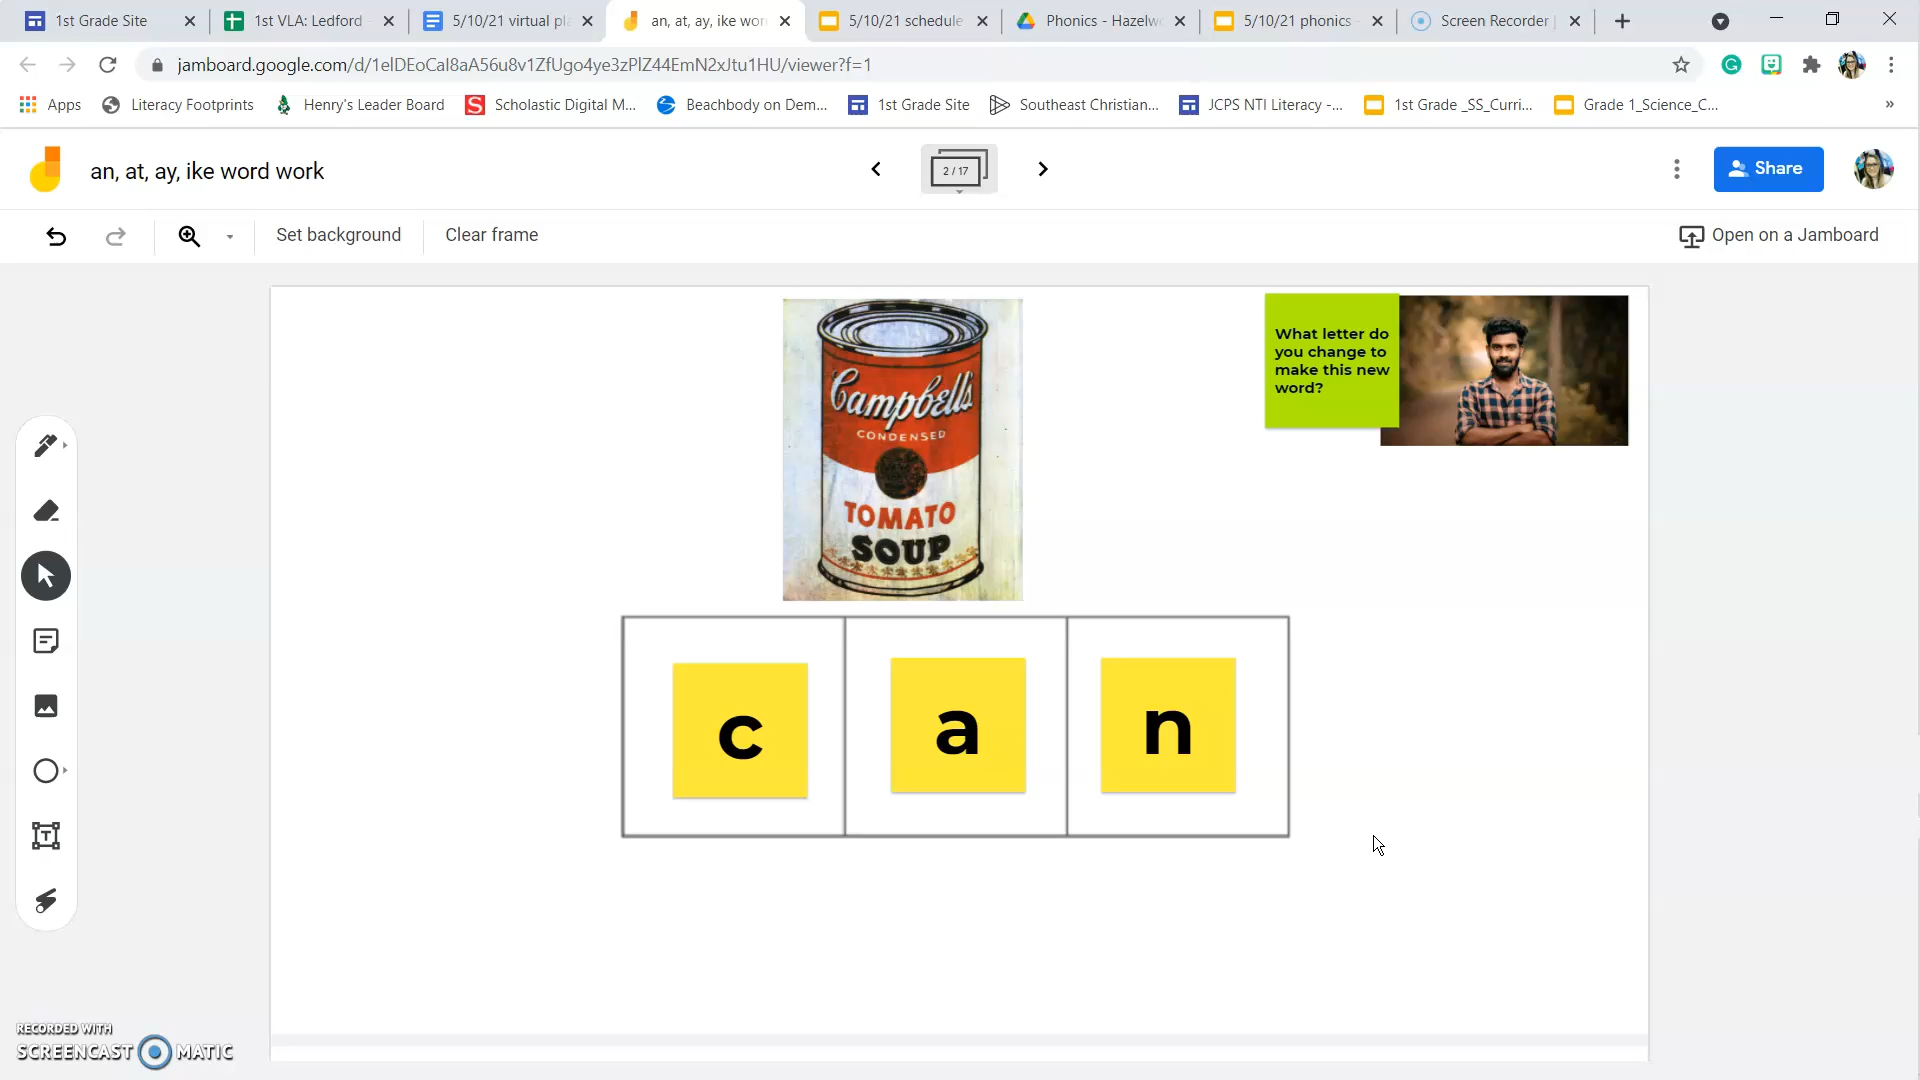 1st Grade Site
1st VLA: Ledford
5/10/21 virtual pl
an, at, ay, ike wor
5/10/21 schedule
Phonics - Hazelw
5/10/21 phonics
Screen Recorder
jamboard.google.com/d/1elDEoCaI8aA56u8v1ZfUgo4ye3zPlZ44EmN2xJtu1HU/viewer?f=1
Apps
Literacy Footprints
Henry's Leader Board
Scholastic Digital M...
Beachbody on Dem...
1st Grade Site
Southeast Christian...
JCPS NTI Literacy -...
1st Grade _SS_Curri...
Grade 1_Science_C...
an, at, ay, ike word work
2 / 17
Share
Set background
Clear frame
Open on a Jamboard
Campbell's
CONDENSED
TOMATO
SOUP
What letter do
you change to
make this new
word?
c
a
n
RECORDED WITH
SCREENCAST MATIC